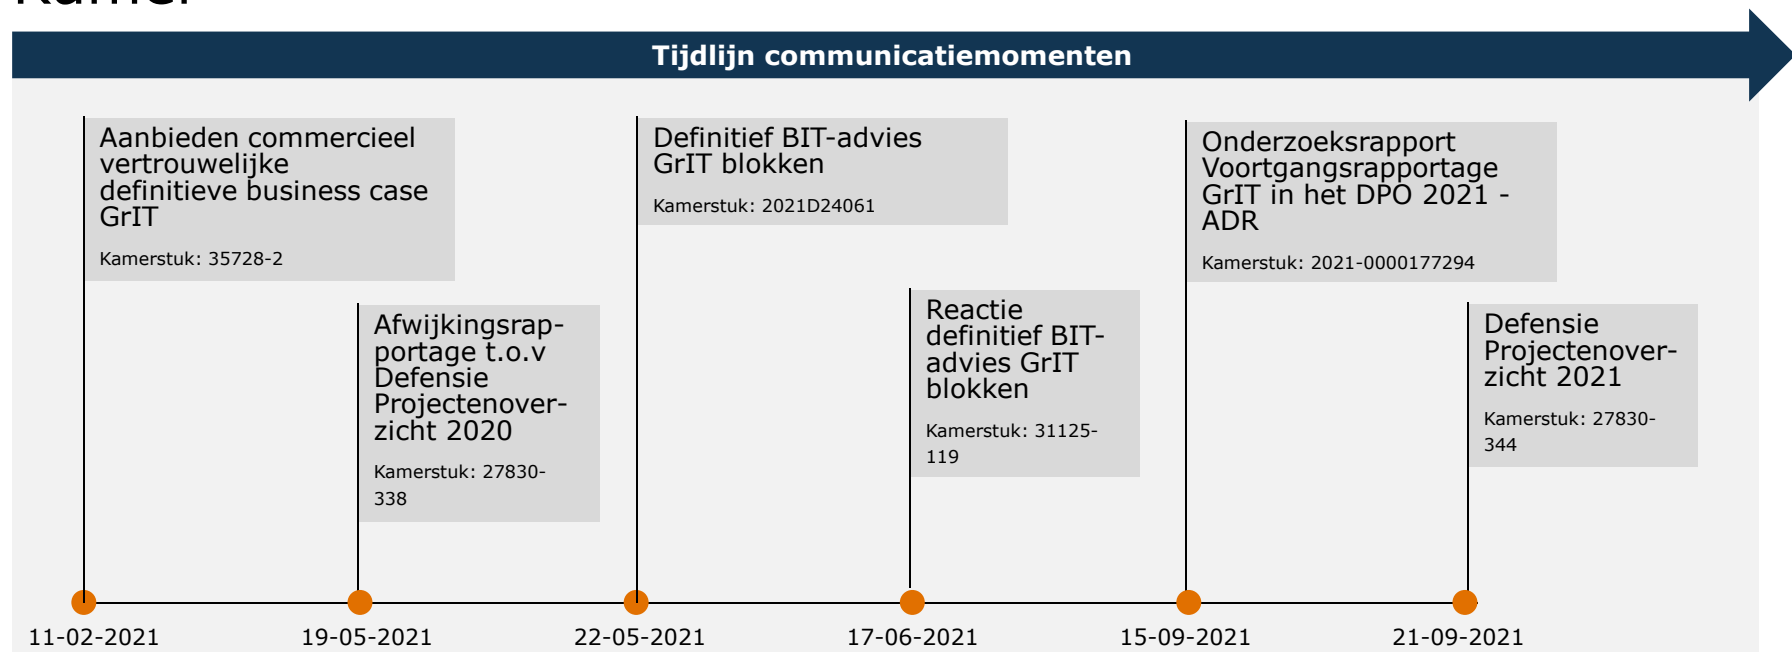 Kamer
Tijdlijn communicatiemomenten
Aanbieden commercieel
vertrouwelijke
definitieve business case
GrIT
Kamerstuk: 35728-2
Afwijkingsrap-
portage t.o.v
Defensie
Projectenover-
zicht 2020
Kamerstuk: 27830-
338
Definitief BIT-advies
GrIT blokken
Kamerstuk: 2021D24061
Reactie
definitief BIT-
advies GrIT
blokken
Kamerstuk: 31125-
119
Onderzoeksrapport
Voortgangsrapportage
GrIT in het DPO 2021 -
ADR
Kamerstuk: 2021-0000177294
Defensie
Projectenover-
zicht 2021
Kamerstuk: 27830-
344
11-02-2021
19-05-2021
22-05-2021
17-06-2021
15-09-2021
21-09-2021